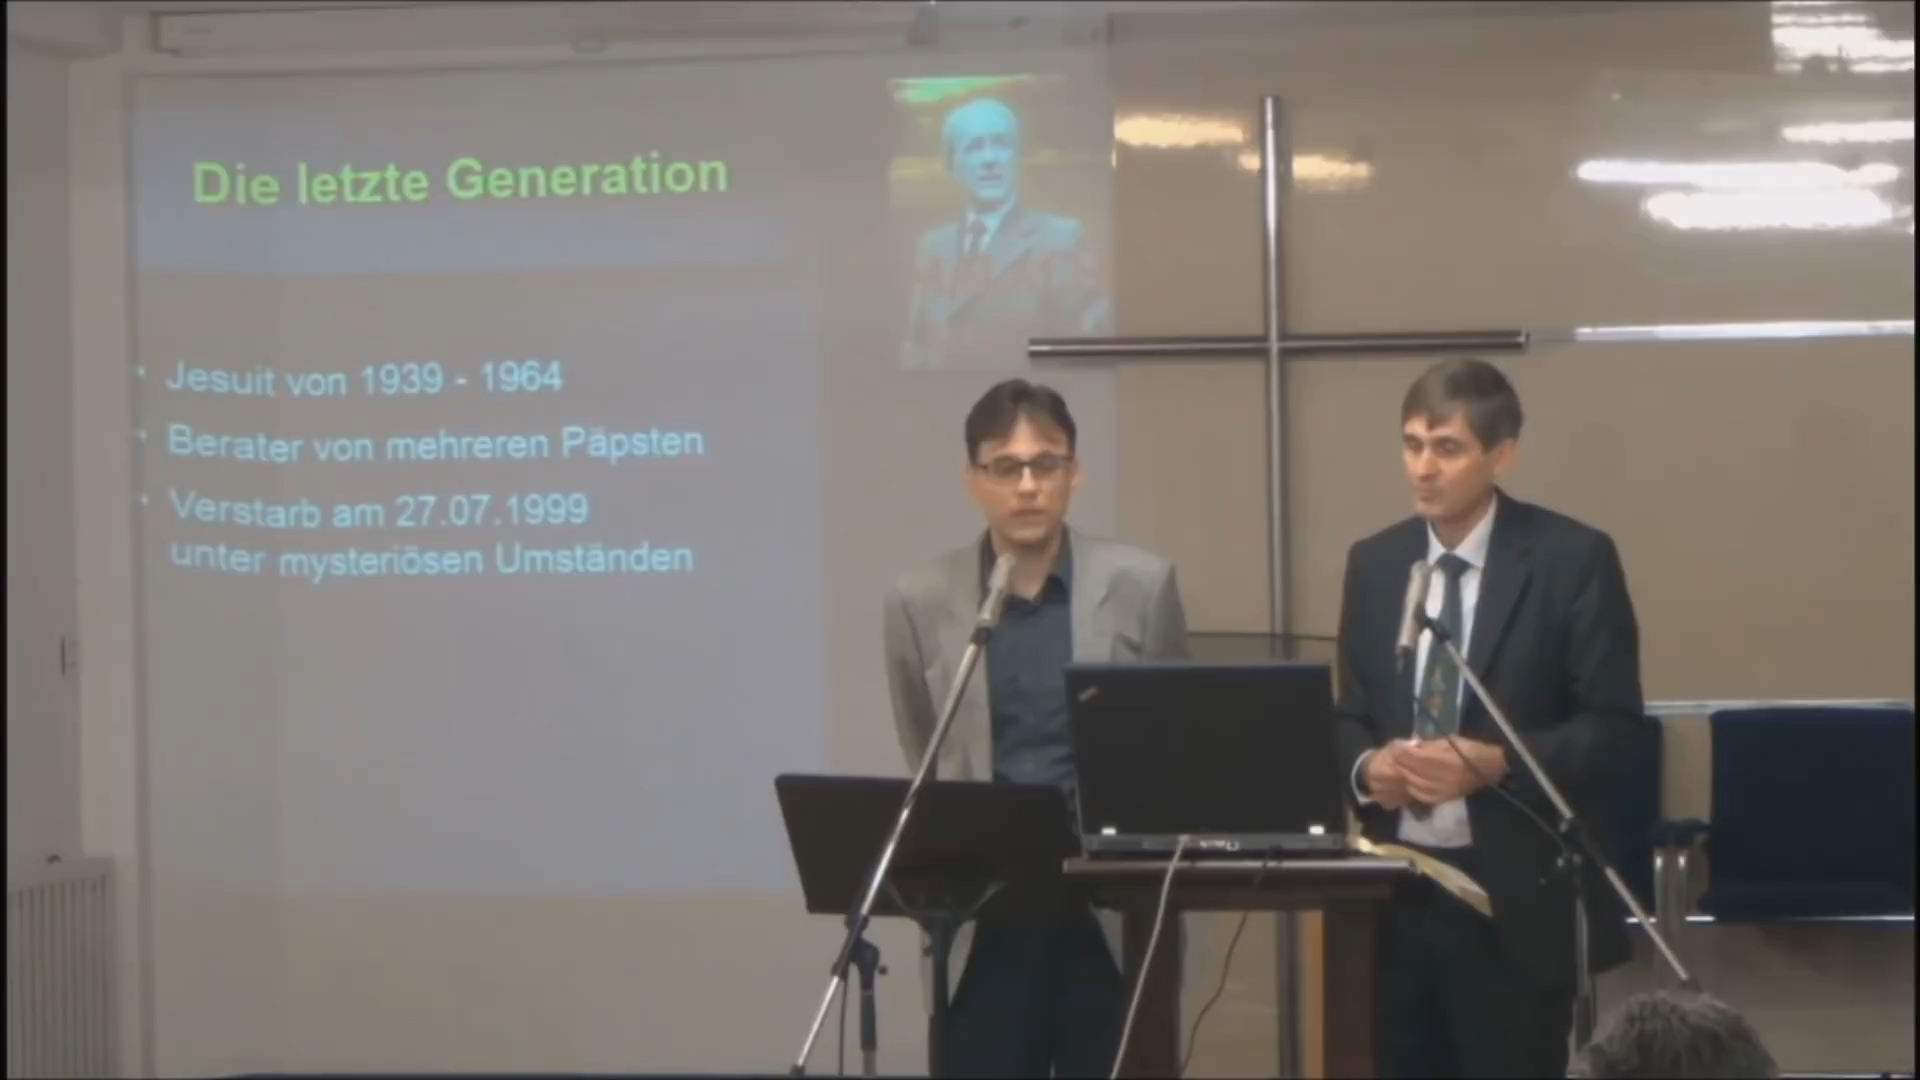 Die letzte Generation
Jesuit von 1939 - 1964
Berater von mehreren Päpsten
Verstarb am 27.07.1999
unter mysteriösen Umständen